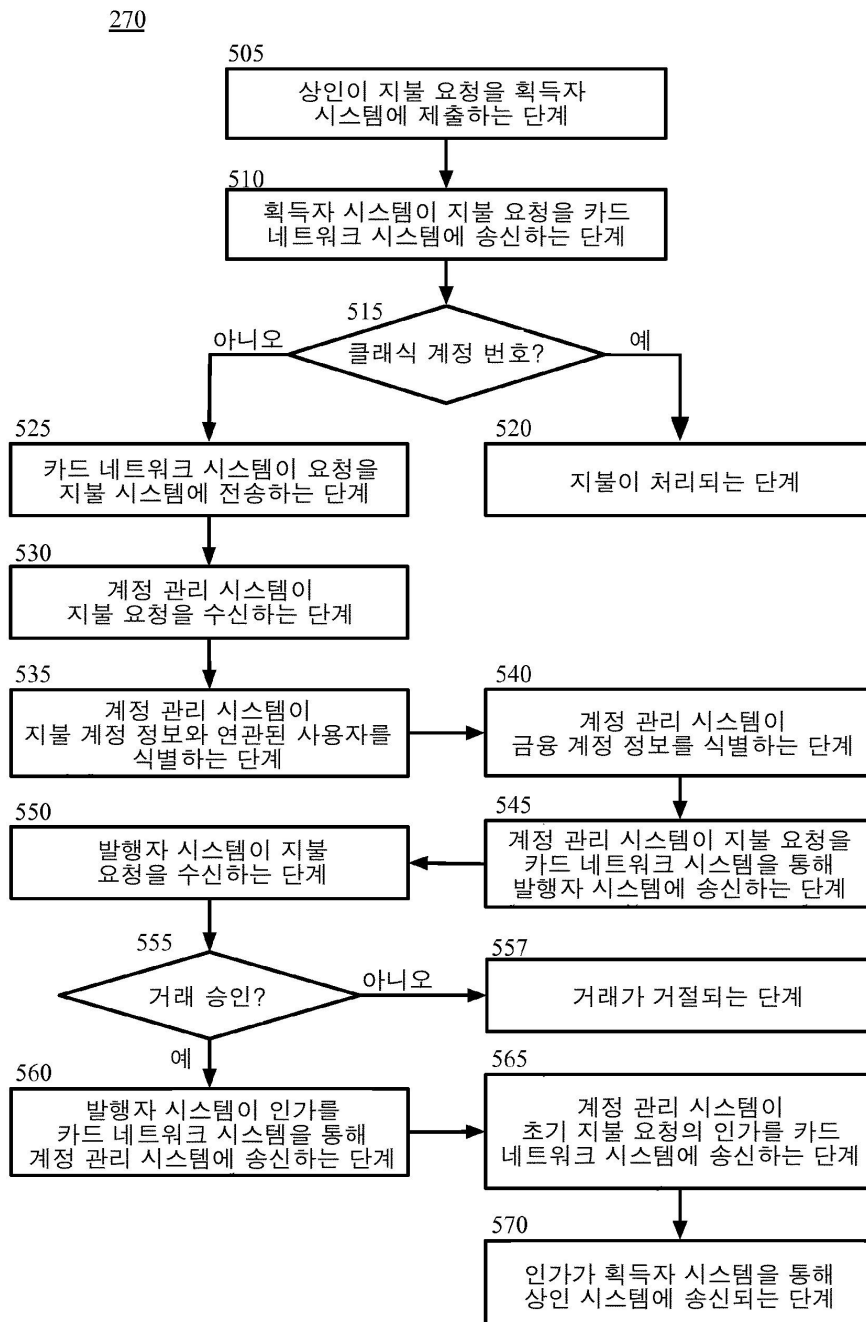 270
505
상인이 지불 요청을 획득자
시스템에 제출하는 단계
510
획득자 시스템이 지불 요청을 카드
네트워크 시스템에 송신하는 단계
515
클래식 계정 번호?
아니오
예
525
카드 네트워크 시스템이 요청을
지불 시스템에 전송하는 단계
520
지불이 처리되는 단계
530
계정 관리 시스템이
지불 요청을 수신하는 단계
535
계정 관리 시스템이
지불 계정 정보와 연관된 사용자를
식별하는 단계
540
계정 관리 시스템이
금융 계정 정보를 식별하는 단계
545
계정 관리 시스템이 지불 요청을
카드 네트워크 시스템을 통해
발행자 시스템에 송신하는 단계
550
발행자 시스템이 지불
요청을 수신하는 단계
555
거래 승인?
아니오
예
557
거래가 거절되는 단계
560
발행자 시스템이 인가를
카드 네트워크 시스템을 통해
계정 관리 시스템에 송신하는 단계
565
계정 관리 시스템이
초기 지불 요청의 인가를 카드
네트워크 시스템에 송신하는 단계
570
인가가 획득자 시스템을 통해
상인 시스템에 송신되는 단계